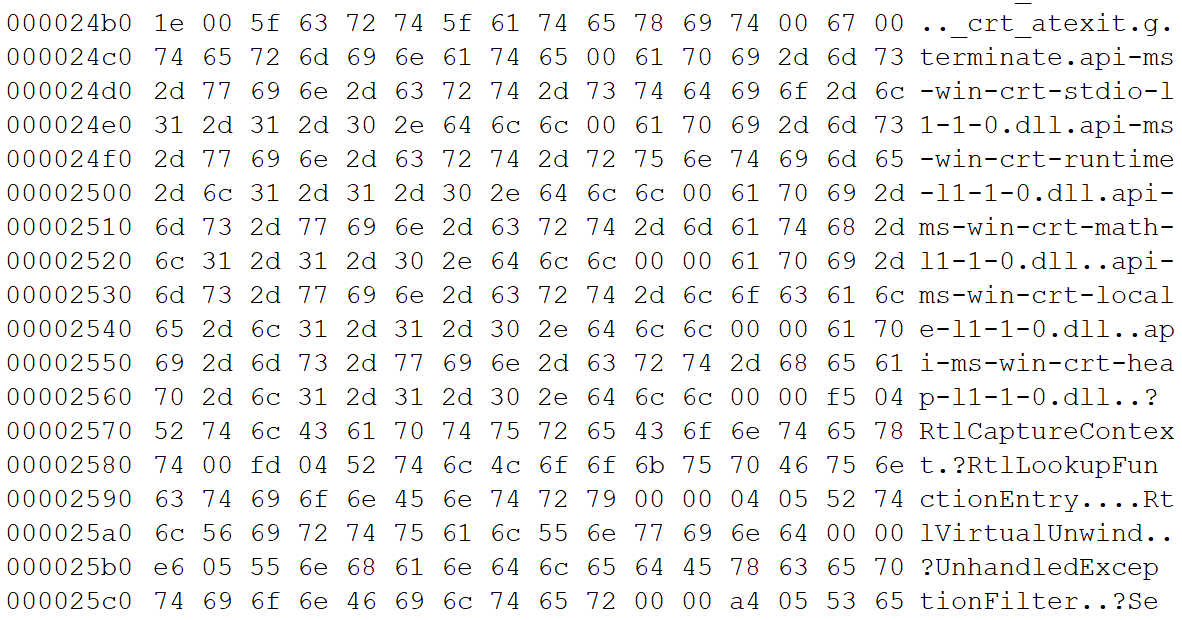 000024b0 1e 00 5f 63 72 74 5f 61 74 65 78 69 74 00 67 00 .._crt_atexit.g.
000024c0 74 65 72 6d 69 6e 61 74 65 00 61 70 69 2d 6d 73 terminate.api-ms
000024d0 2d 77 69 6e 2d 63 72 74 2d 73 74 64 69 6f 2d 6c -win-crt-stdio-l
000024e0 31 2d 31 2d 30 2e 64 6c 6c 00 61 70 69 2d 6d 73 1-1-0.dll.api-ms
000024f0 2d 77 69 6e 2d 63 72 74 2d 72 75 6e 74 69 6d 65 -win-crt-runtime
00002500 2d 6c 31 2d 31 2d 30 2e 64 6c 6c 00 61 70 69 2d -l1-1-0.dll.api-
00002510 6d 73 2d 77 69 6e 2d 63 72 74 2d 6d 61 74 68 2d ms-win-crt-math-
00002520 6c 31 2d 31 2d 30 2e 64 6c 6c 00 00 61 70 69 2d l1-1-0.dll..api-
00002530 6d 73 2d 77 69 6e 2d 63 72 74 2d 6c 6f 63 61 6c ms-win-crt-local
00002540 65 2d 6c 31 2d 31 2d 30 2e 64 6c 6c 00 00 61 70 e-l1-1-0.dll..ap
00002550 69 2d 6d 73 2d 77 69 6e 2d 63 72 74 2d 68 65 61 i-ms-win-crt-hea
00002560 70 2d 6c 31 2d 31 2d 30 2e 64 6c 6c 00 00 f5 04 p-l1-1-0.dll..?
00002570 52 74 6c 43 61 70 74 75 72 65 43 6f 6e 74 65 78 RtlCaptureContex
00002580 74 00 fd 04 52 74 6c 4c 6f 6f 6b 75 70 46 75 6e t.?RtlLookupFun
00002590 63 74 69 6f 6e 45 6e 74 72 79 00 00 04 05 52 74 ctionEntry....Rt
000025a0 6c 56 69 72 74 75 61 6c 55 6e 77 69 6e 64 00 00 lVirtualUnwind..
000025b0 e6 05 55 6e 68 61 6e 64 6c 65 64 45 78 63 65 70 ?UnhandledExcep
000025c0 74 69 6f 6e 46 69 6c 74 65 72 00 00 a4 05 53 65 tionFilter..?Se